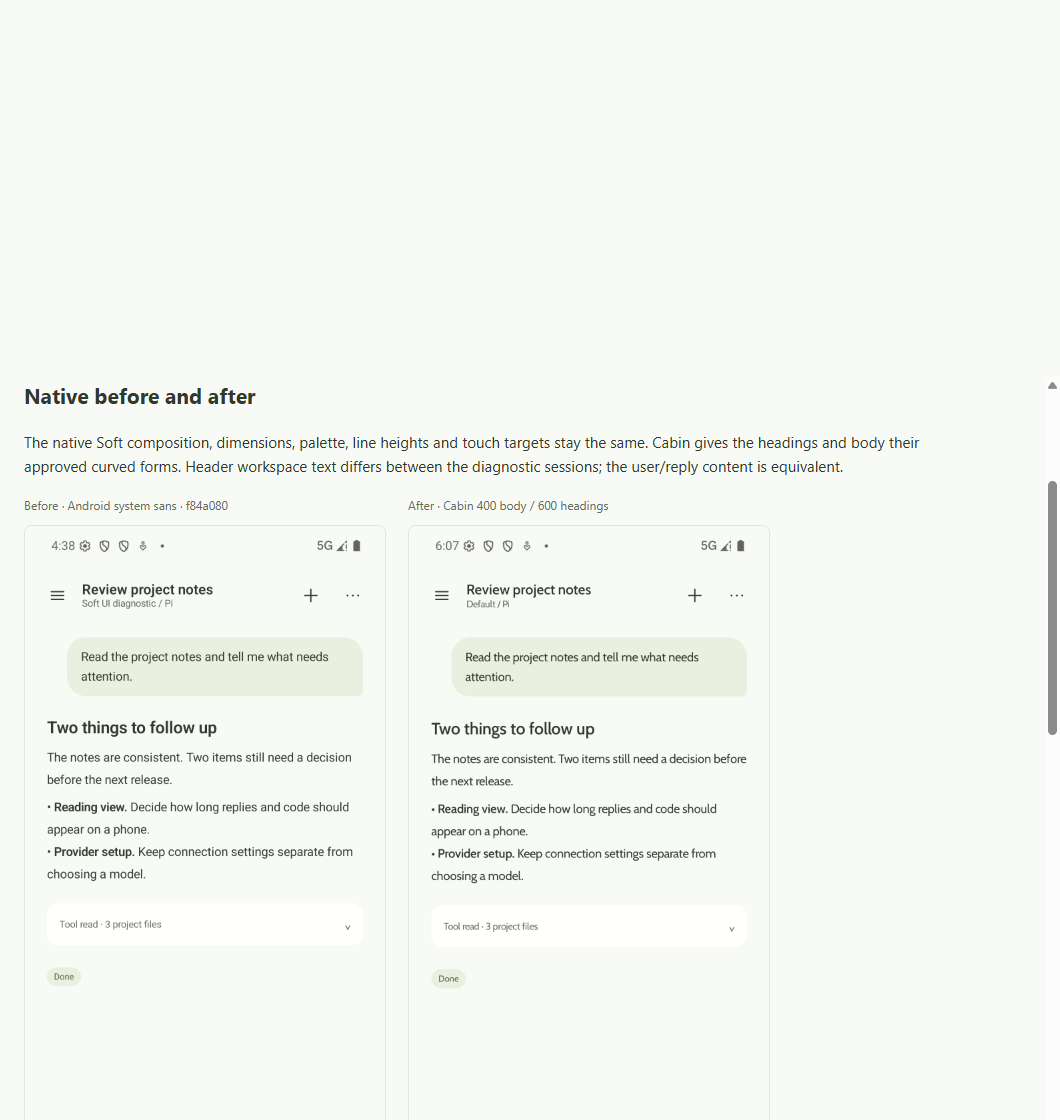 Native before and after
The native Soft composition, dimensions, palette, line heights and touch targets stay the same. Cabin gives the headings and body their
approved curved forms. Header workspace text differs between the diagnostic sessions; the user/reply content is equivalent.
Before · Android system sans · f84a080
4:38
5G
Review project notes
Soft UI diagnostic / Pi
Read the project notes and tell me what needs
attention.
Two things to follow up
The notes are consistent. Two items still need a decision
before the next release.
• Reading view. Decide how long replies and code should
appear on a phone.
• Provider setup. Keep connection settings separate from
choosing a model.
Tool read · 3 project files
Done
After · Cabin 400 body / 600 headings
6:07
5G
Review project notes
Default / Pi
Read the project notes and tell me what needs
attention.
Two things to follow up
The notes are consistent. Two items still need a decision before
the next release.
• Reading view. Decide how long replies and code should
appear on a phone.
• Provider setup. Keep connection settings separate from
choosing a model.
Tool read · 3 project files
Done